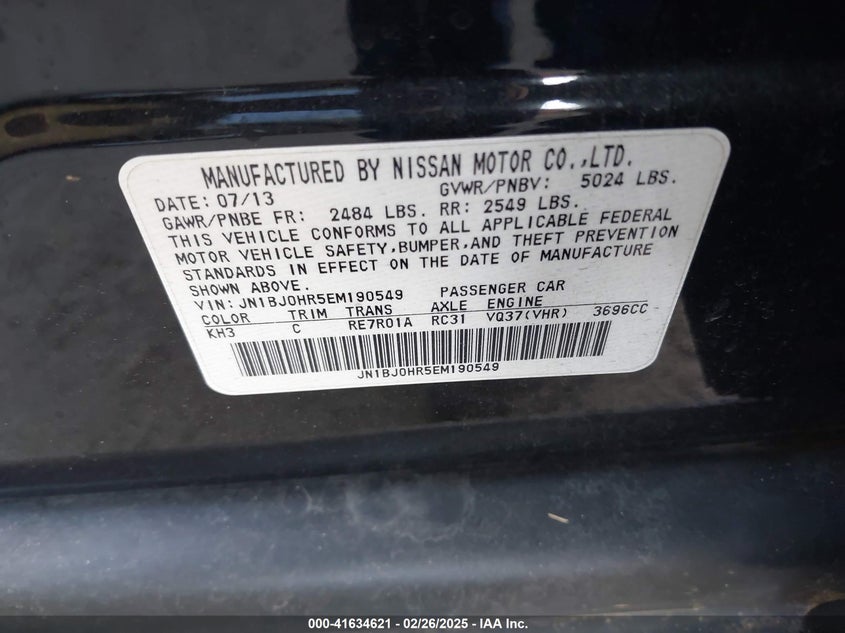 MANUFACTURED BY NISSAN MOTOR CO.,LTD.
DATE: 07/13 GVWR/PNBV: 5024 LBS.
GAWR/PNBE FR: 2484 LBS. RR: 2549 LBS.
THIS VEHICLE CONFORMS TO ALL APPLICABLE FEDERAL
MOTOR VEHICLE SAFETY,BUMPER,AND THEFT PREVENTION
STANDARDS IN EFFECT ON THE DATE OF MANUFACTURE
SHOWN ABOVE.
VIN: JN1BJ0HR5EM190549 PASSENGER CAR
COLOR TRIM TRANS AXLE ENGINE
KH3 C RE7R01A RC31 VQ37(VHR) 3696CC
JN1BJ0HR5EM190549
000-41634621 - 02/26/2025 - IAA Inc.